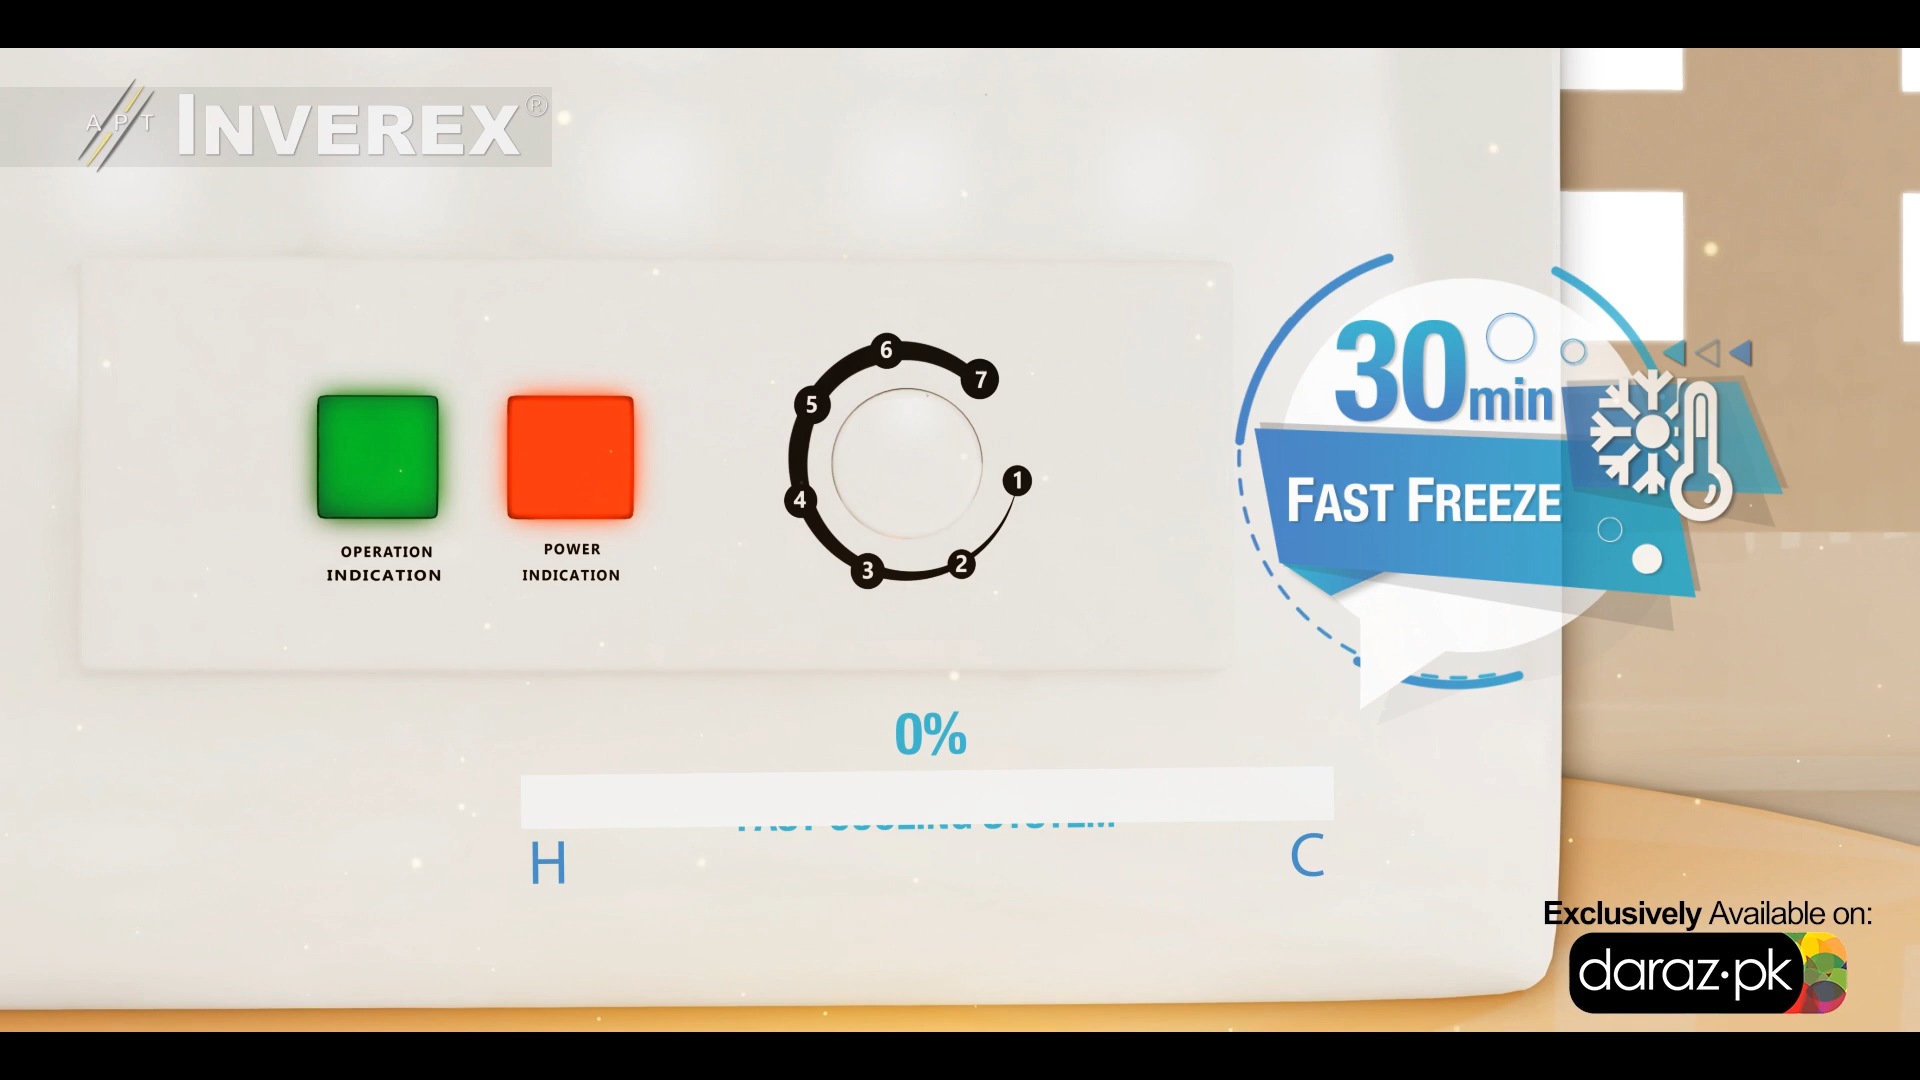 APT INVEREX®
6
7
5
4
1
3
2
OPERATION
INDICATION
POWER
INDICATION
30min
FAST FREEZE
0%
H
C
Exclusively Available on:
daraz.pk